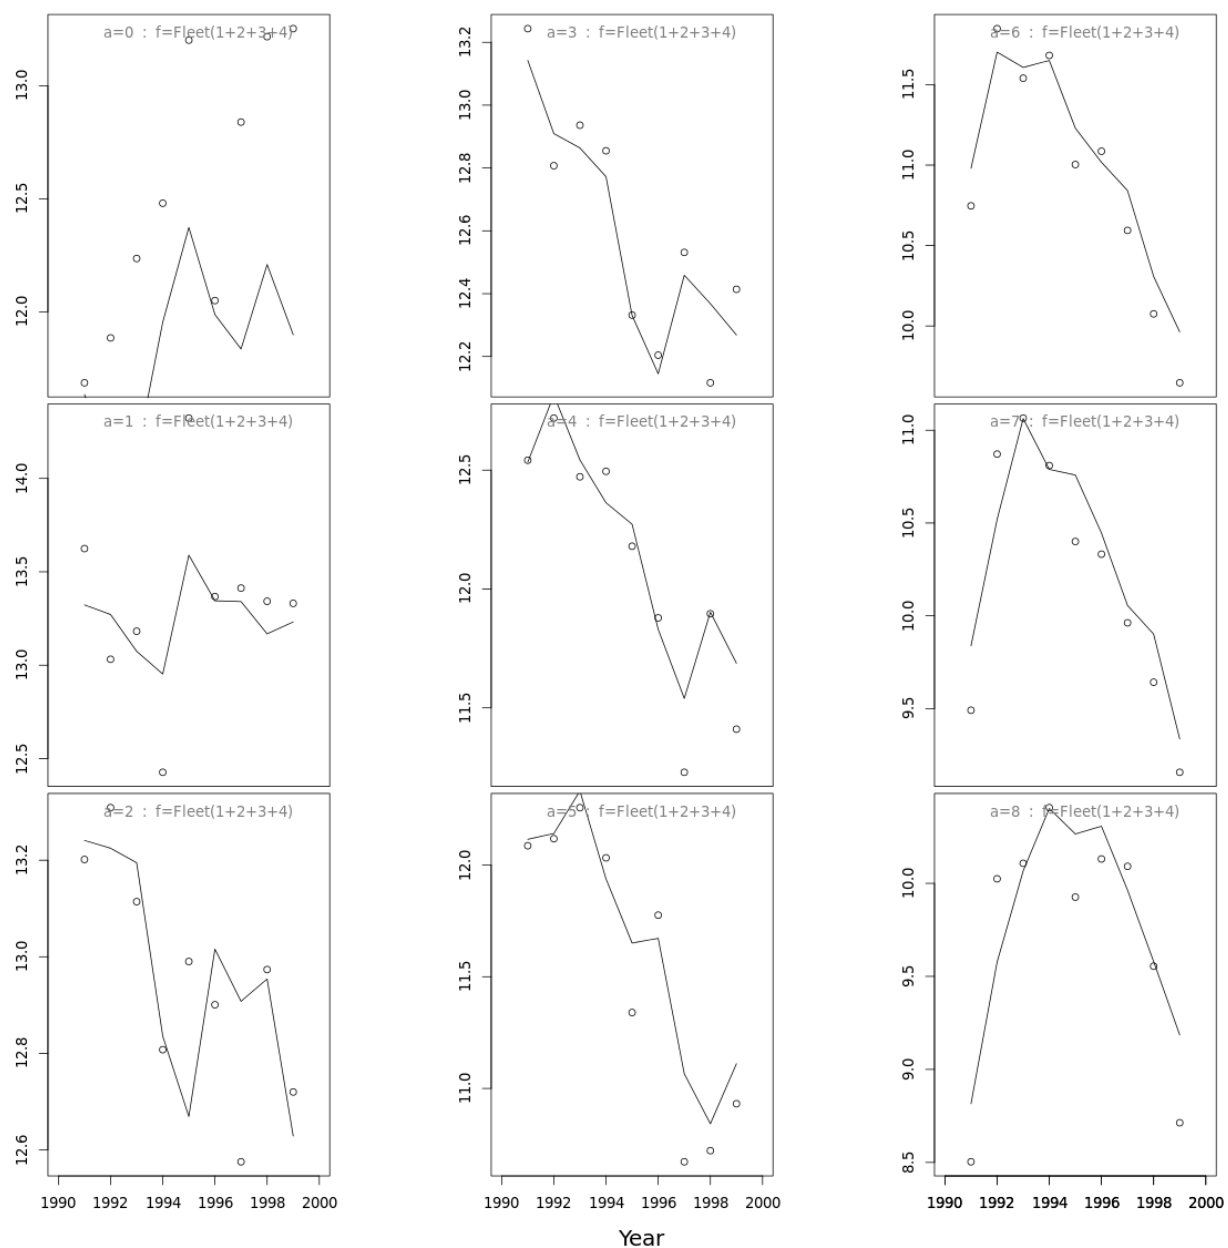 a=0 : f=Fleet(1+2+3+4)
13.0
12.5
12.0
a=3 : f=Fleet(1+2+3+4)
13.2
13.0
12.8
12.6
12.4
12.2
a=6 : f=Fleet(1+2+3+4)
11.5
11.0
10.5
10.0
a=1 : f=Fleet(1+2+3+4)
14.0
13.5
13.0
12.5
a=4 : f=Fleet(1+2+3+4)
12.5
12.0
11.5
a=7 : f=Fleet(1+2+3+4)
11.0
10.5
10.0
9.5
a=2 : f=Fleet(1+2+3+4)
13.2
13.0
12.8
12.6
1990 1992 1994 1996 1998 2000
a=5 : f=Fleet(1+2+3+4)
12.0
11.5
11.0
1990 1992 1994 1996 1998 2000
a=8 : f=Fleet(1+2+3+4)
10.0
9.5
9.0
8.5
1990 1992 1994 1996 1998 2000
Year